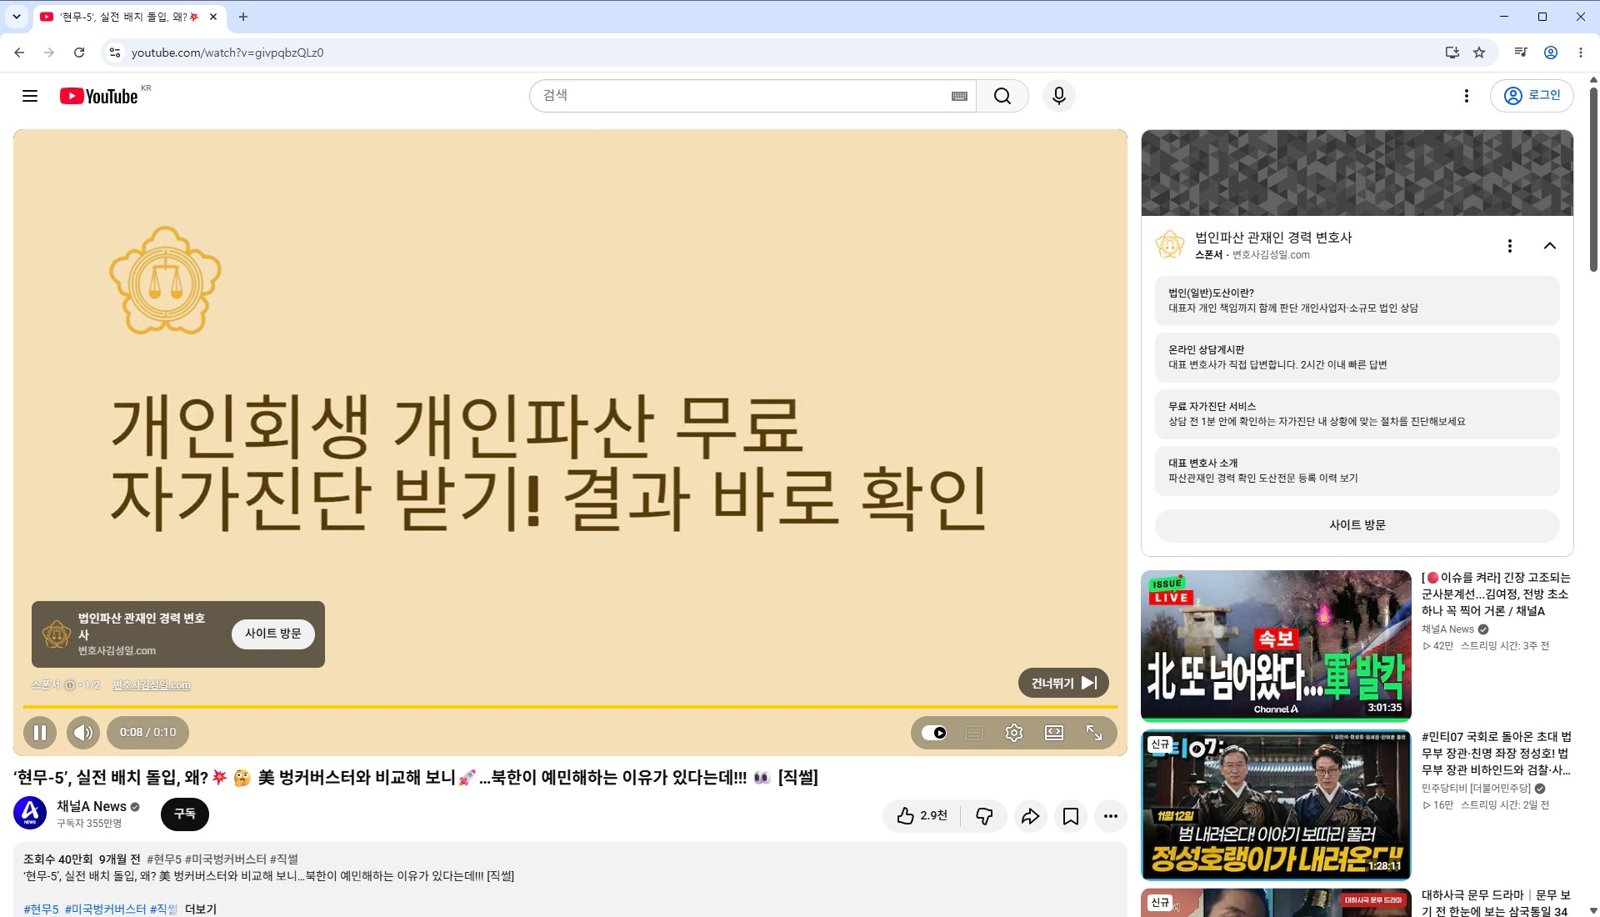 '현무-5', 실전 배치 돌입, 왜?💥
youtube.com/watch?v=givpqbzQLz0
YouTube KR
검색
로그인
개인회생 개인파산 무료
자가진단 받기! 결과 바로 확인
법인파산 관재인 경력 변호
사
변호사김성일.com
사이트 방문
스폰서 · 1/2 변호사김성일.com
건너뛰기
0:08 / 0:10
'현무-5', 실전 배치 돌입, 왜?💥 🤔 美 벙커버스터와 비교해 보니🚀...북한이 예민해하는 이유가 있다는데!!! 👀 [직썰]
채널A News
구독자 355만명
구독
2.9천
조회수 40만회 9개월 전 #현무5 #미국벙커버스터 #직썰
'현무-5', 실전 배치 돌입, 왜? 美 벙커버스터와 비교해 보니...북한이 예민해하는 이유가 있다는데!!! [직썰]
#현무5 #미국벙커버스터 #직썰 더보기
법인파산 관재인 경력 변호사
스폰서 · 변호사김성일.com
법인(일반)도산이란?
대표자 개인 책임까지 함께 판단 개인사업자·소규모 법인 상담
온라인 상담게시판
대표 변호사가 직접 답변합니다. 2시간 이내 빠른 답변
무료 자가진단 서비스
상담 전 1분 안에 확인하는 자가진단 내 상황에 맞는 절차를 진단해보세요
대표 변호사 소개
파산관재인 경력 확인 도산전문 등록 이력 보기
사이트 방문
ISSUE
LIVE
속보
北 또 넘어왔다...軍 발칵
Channel A
3:01:35
[🔴이슈를 켜라] 긴장 고조되는
군사분계선...김여정, 전방 초소
하나 꼭 찍어 거론 / 채널A
채널A News
42만 스트리밍 시간: 3주 전
신규
티07:
11월 12일
범 내려온다! 이야기 보따리 풀러
정성호랭이가 내려온다!
1:28:11
#민티07 국회로 돌아온 초대 법
무부 장관·친명 좌장 정성호! 법
무부 장관 비하인드와 검찰·사...
민주당티비 [더불어민주당]
16만 스트리밍 시간: 2일 전
신규
대하사극 문무 드라마
대하사극 문무 드라마｜문무 보
기 전 한눈에 보는 삼국통일 34